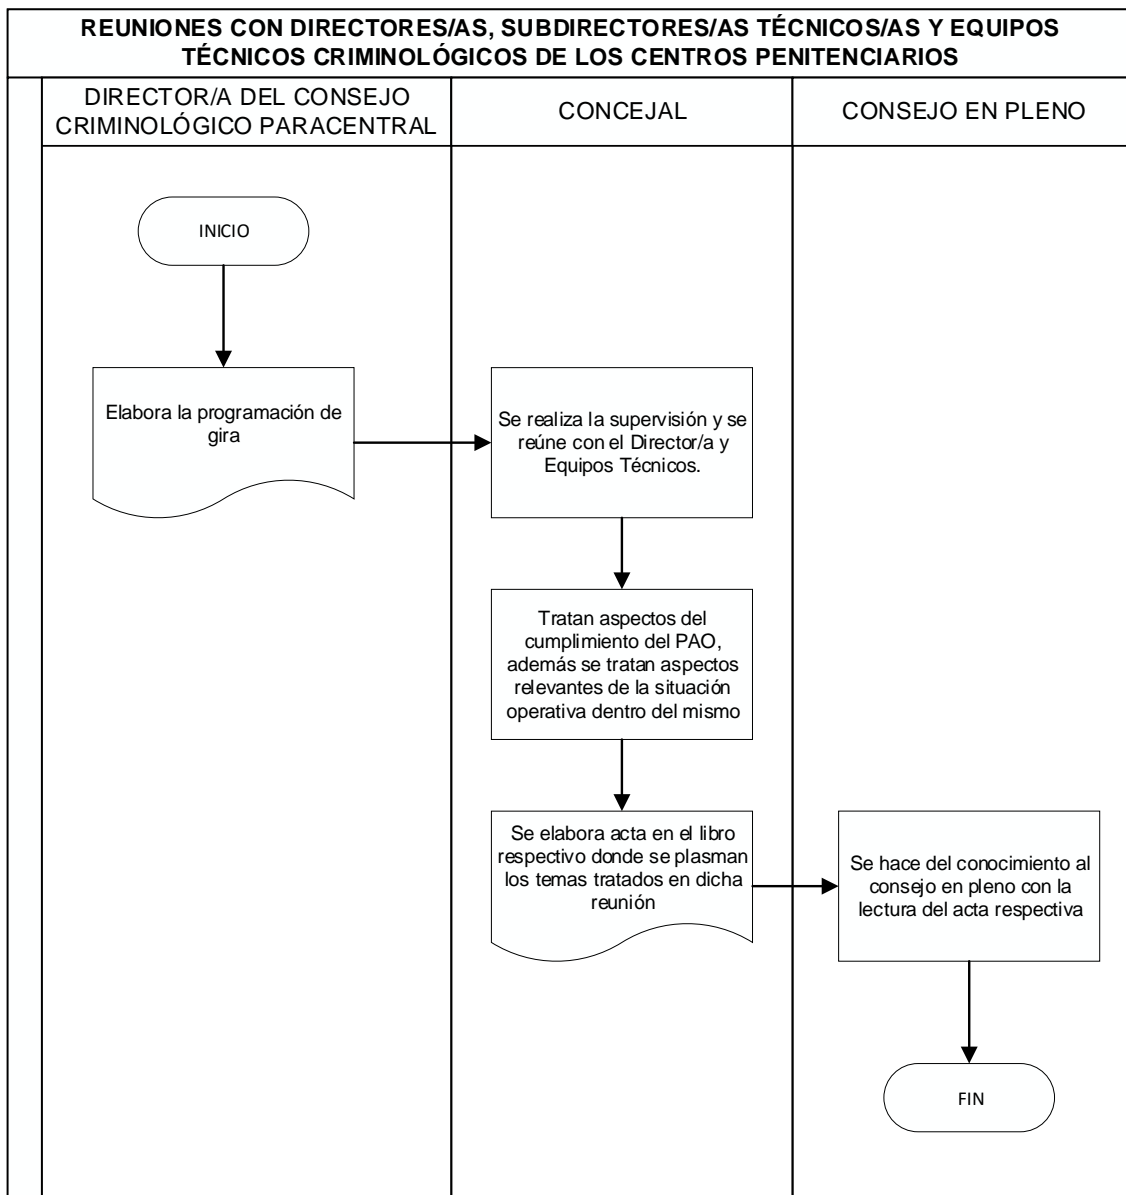 REUNIONES CON DIRECTORES/AS, SUBDIRECTORES/AS TÉCNICOS/AS Y EQUIPOS
TÉCNICOS CRIMINOLÓGICOS DE LOS CENTROS PENITENCIARIOS
DIRECTOR/A DEL CONSEJO
CRIMINOLÓGICO PARACENTRAL
CONCEJAL
CONSEJO EN PLENO
INICIO
Elabora la programación de
gira
Se realiza la supervisión y se
reúne con el Director/a y
Equipos Técnicos.
Tratan aspectos del
cumplimiento del PAO,
además se tratan aspectos
relevantes de la situación
operativa dentro del mismo
Se elabora acta en el libro
respectivo donde se plasman
los temas tratados en dicha
reunión
Se hace del conocimiento al
consejo en pleno con la
lectura del acta respectiva
FIN